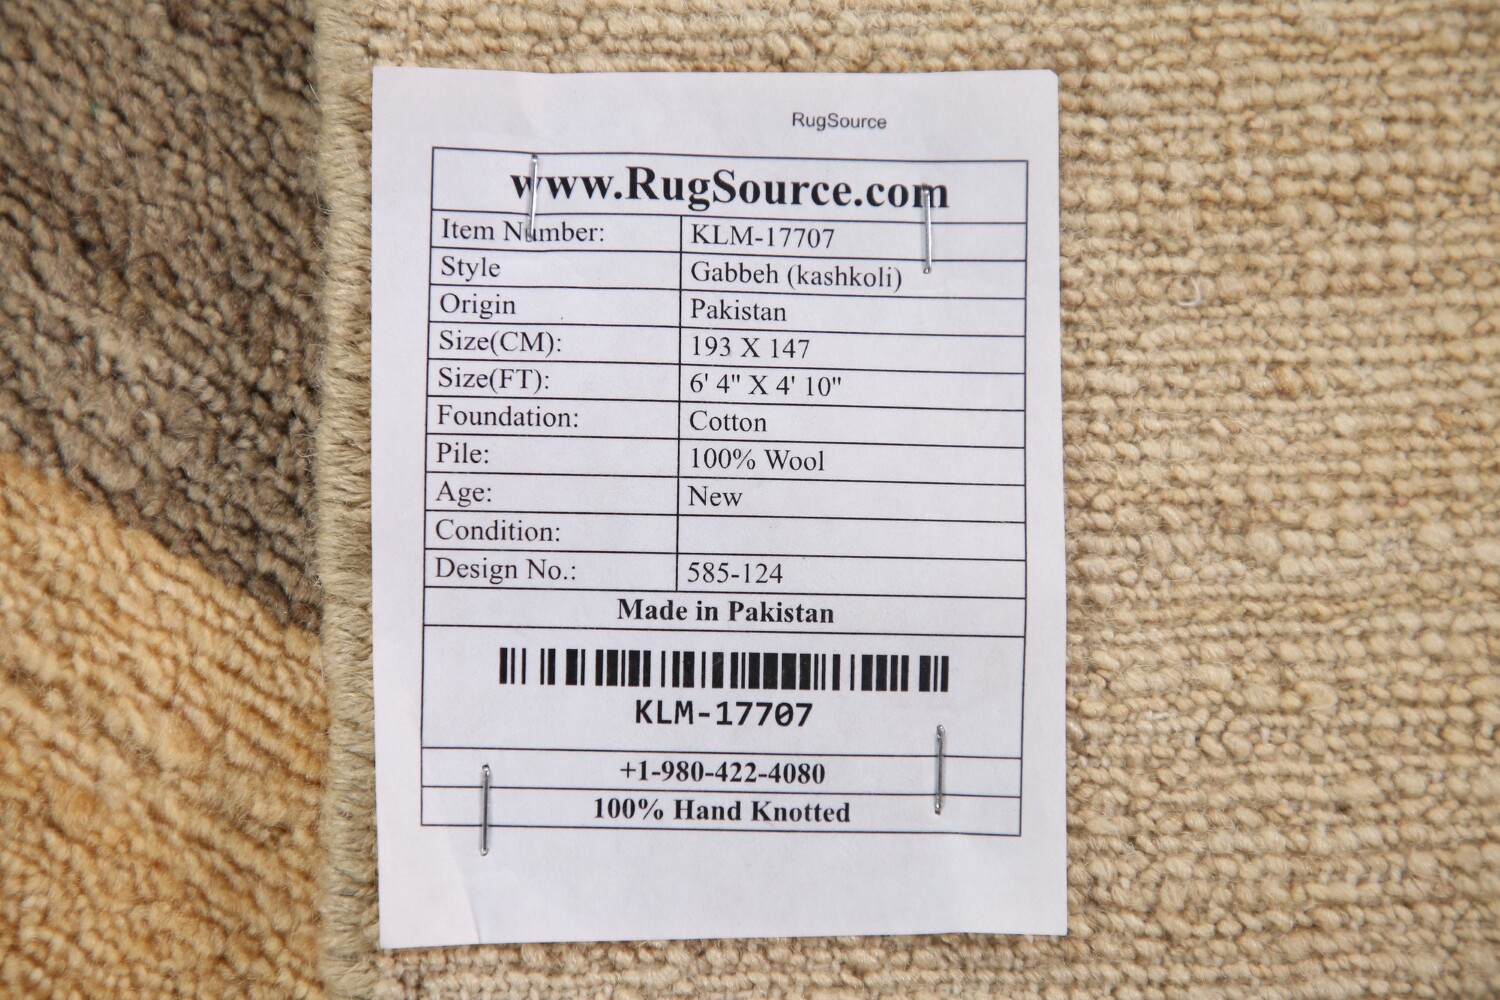 RugSource
www.RugSource.com
Item Number: KLM-17707
Style Gabbeh (kashkoli)
Origin Pakistan
Size(CM): 193 X 147
Size(FT): 6' 4" X 4' 10"
Foundation: Cotton
Pile: 100% Wool
Age: New
Condition:
Design No.: 585-124
Made in Pakistan
KLM-17707
+1-980-422-4080
100% Hand Knotted